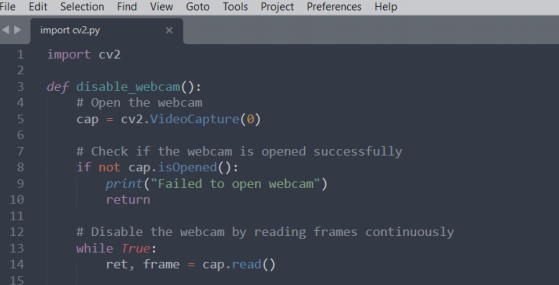 File Edit Selection Find View Goto Tools Project Preferences Help
import cv2.py ×
1 import cv2
2
3 def disable_webcam():
4 # Open the webcam
5 cap = cv2.VideoCapture(0)
6
7 # Check if the webcam is opened successfully
8 if not cap.isOpened():
9 print("Failed to open webcam")
10 return
11
12 # Disable the webcam by reading frames continuously
13 while True:
14 ret, frame = cap.read()
15